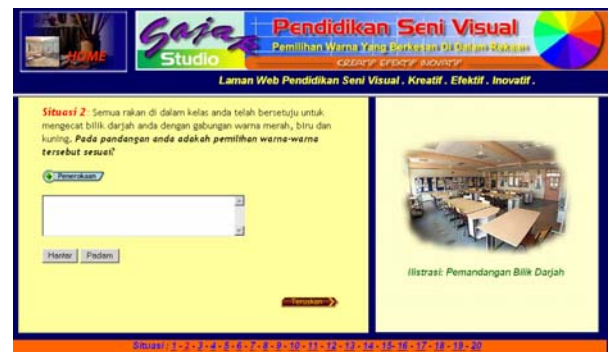 HOME
Gaja
Studio
Pendidikan Seni Visual
Pemilihan Warna Yang Berkesan Di Dalam Rekaan
KREATIF EFEKTIF INOVATIF
Laman Web Pendidikan Seni Visual . Kreatif . Efektif . Inovatif .
Situasi 2: Semua rakan di dalam kelas anda telah bersetuju untuk
mengecat bilik darjah anda dengan gabungan warna merah, biru dan
kuning. Pada pandangan anda adakah pemilihan warna-warna
tersebut sesuai?
Penerokaan
Hantar Padam
Teruskan
Ilistrasi: Pemandangan Bilik Darjah
Situasi : 1 - 2 - 3 - 4 - 5 - 6 - 7 - 8 - 9 - 10 - 11 - 12 - 13 - 14 - 15 - 16 - 17 - 18 - 19 - 20